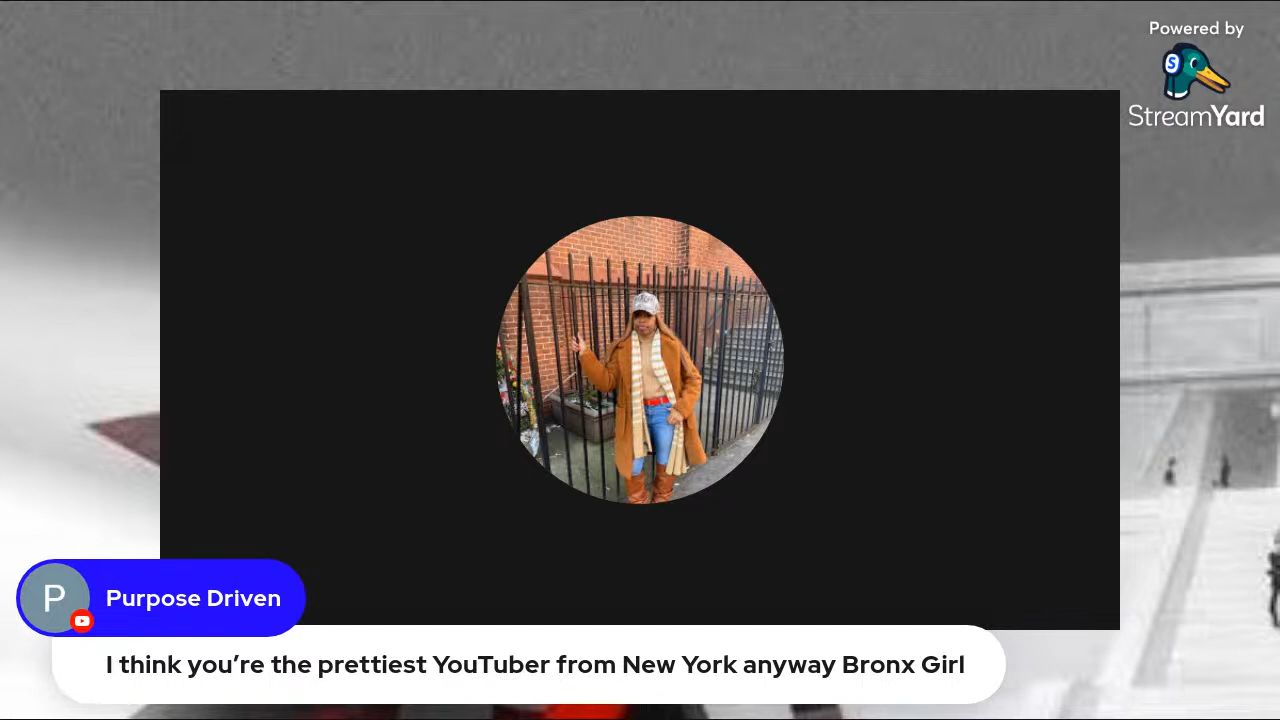 Powered by
StreamYard
P
Purpose Driven
I think you’re the prettiest YouTuber from New York anyway Bronx Girl